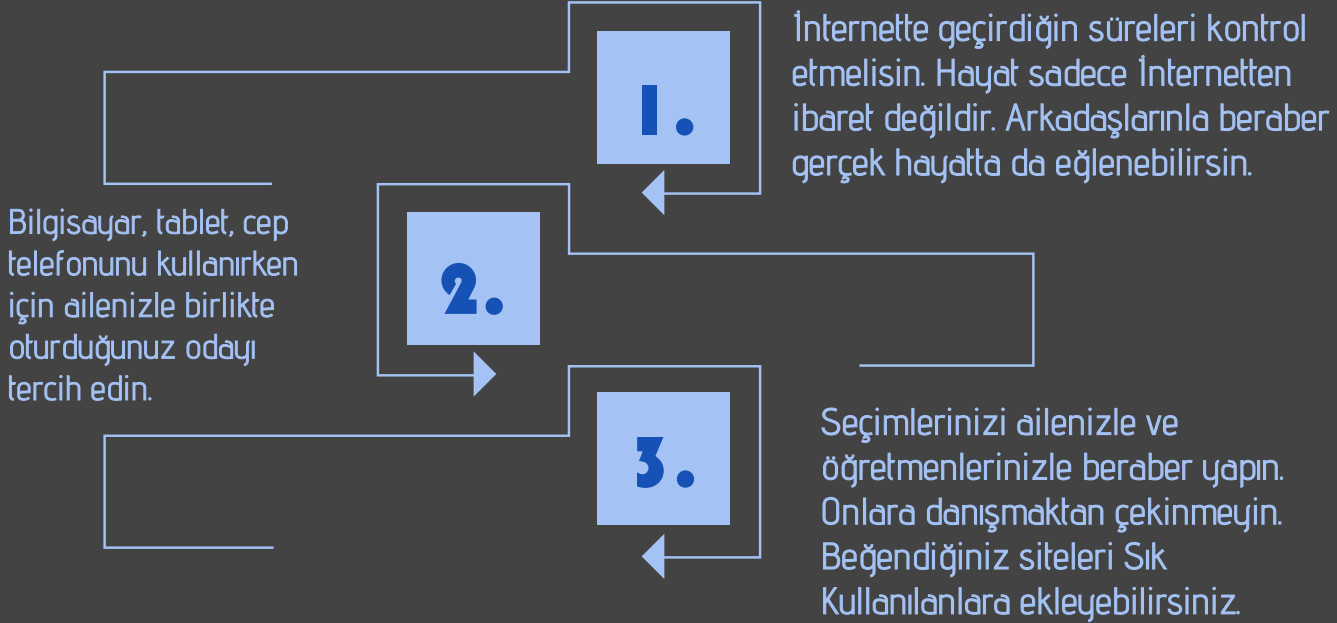 1.
İnternette geçirdiğin süreleri kontrol
etmelisin. Hayat sadece İnternetten
ibaret değildir. Arkadaşlarınla beraber
gerçek hayatta da eğlenebilirsin.
2.
Bilgisayar, tablet, cep
telefonunu kullanırken
için ailenizle birlikte
oturduğunuz odayı
tercih edin.
3.
Seçimlerinizi ailenizle ve
öğretmenlerinizle beraber yapın.
Onlara danışmaktan çekinmeyin.
Beğendiğiniz siteleri Sık
Kullanılanlara ekleyebilirsiniz.